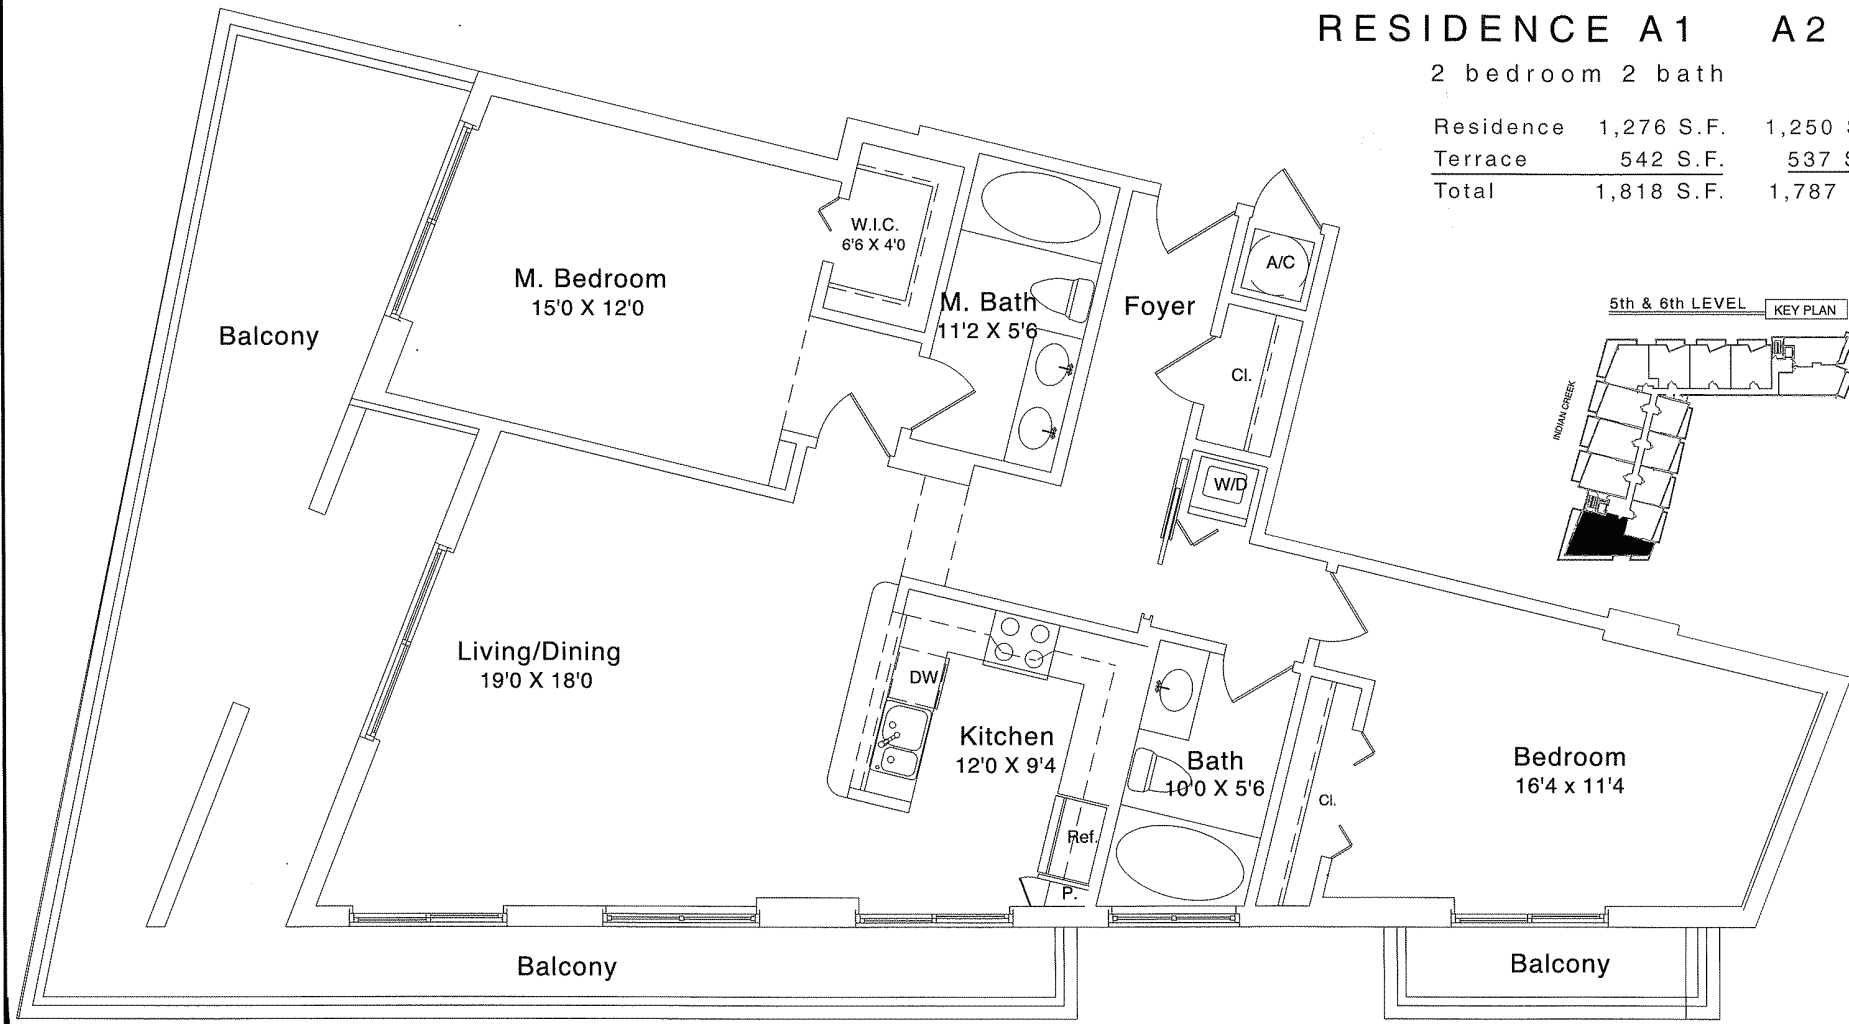 RESIDENCE A1 A2
2 bedroom 2 bath
Residence 1,276 S.F. 1,250 S
Terrace 542 S.F. 537 S
Total 1,818 S.F. 1,787
5th & 6th LEVEL KEY PLAN
INDIAN CREEK
Balcony
M. Bedroom
15'0 X 12'0
W.I.C.
6'6 X 4'0
M. Bath
11'2 X 5'6
Foyer
A/C
Cl.
W/D
Living/Dining
19'0 X 18'0
DW
Kitchen
12'0 X 9'4
Ref.
P.
Bath
10'0 X 5'6
Cl.
Bedroom
16'4 x 11'4
Balcony
Balcony